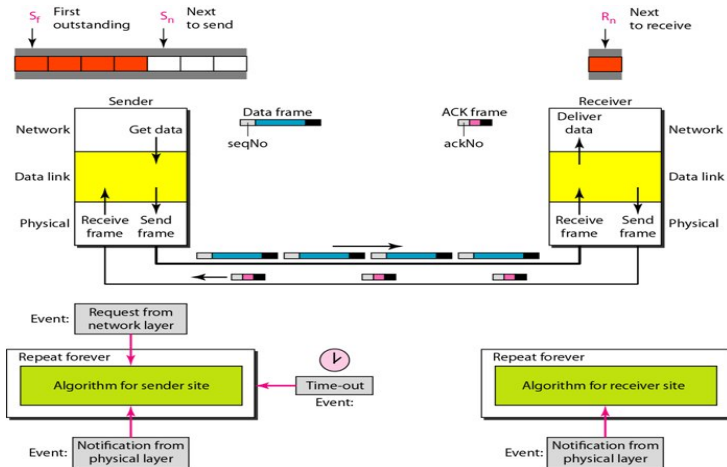 Sf First outstanding
Sn Next to send
Rn Next to receive
Sender
Data frame
ACK frame
Receiver
Network
Get data
seqNo
ackNo
Deliver data
Network
Data link
Data link
Physical
Receive frame
Send frame
Receive frame
Send frame
Physical
Event:
Request from
network layer
Repeat forever
Algorithm for sender site
Time-out
Event:
Repeat forever
Algorithm for receiver site
Event:
Notification from
physical layer
Event:
Notification from
physical layer